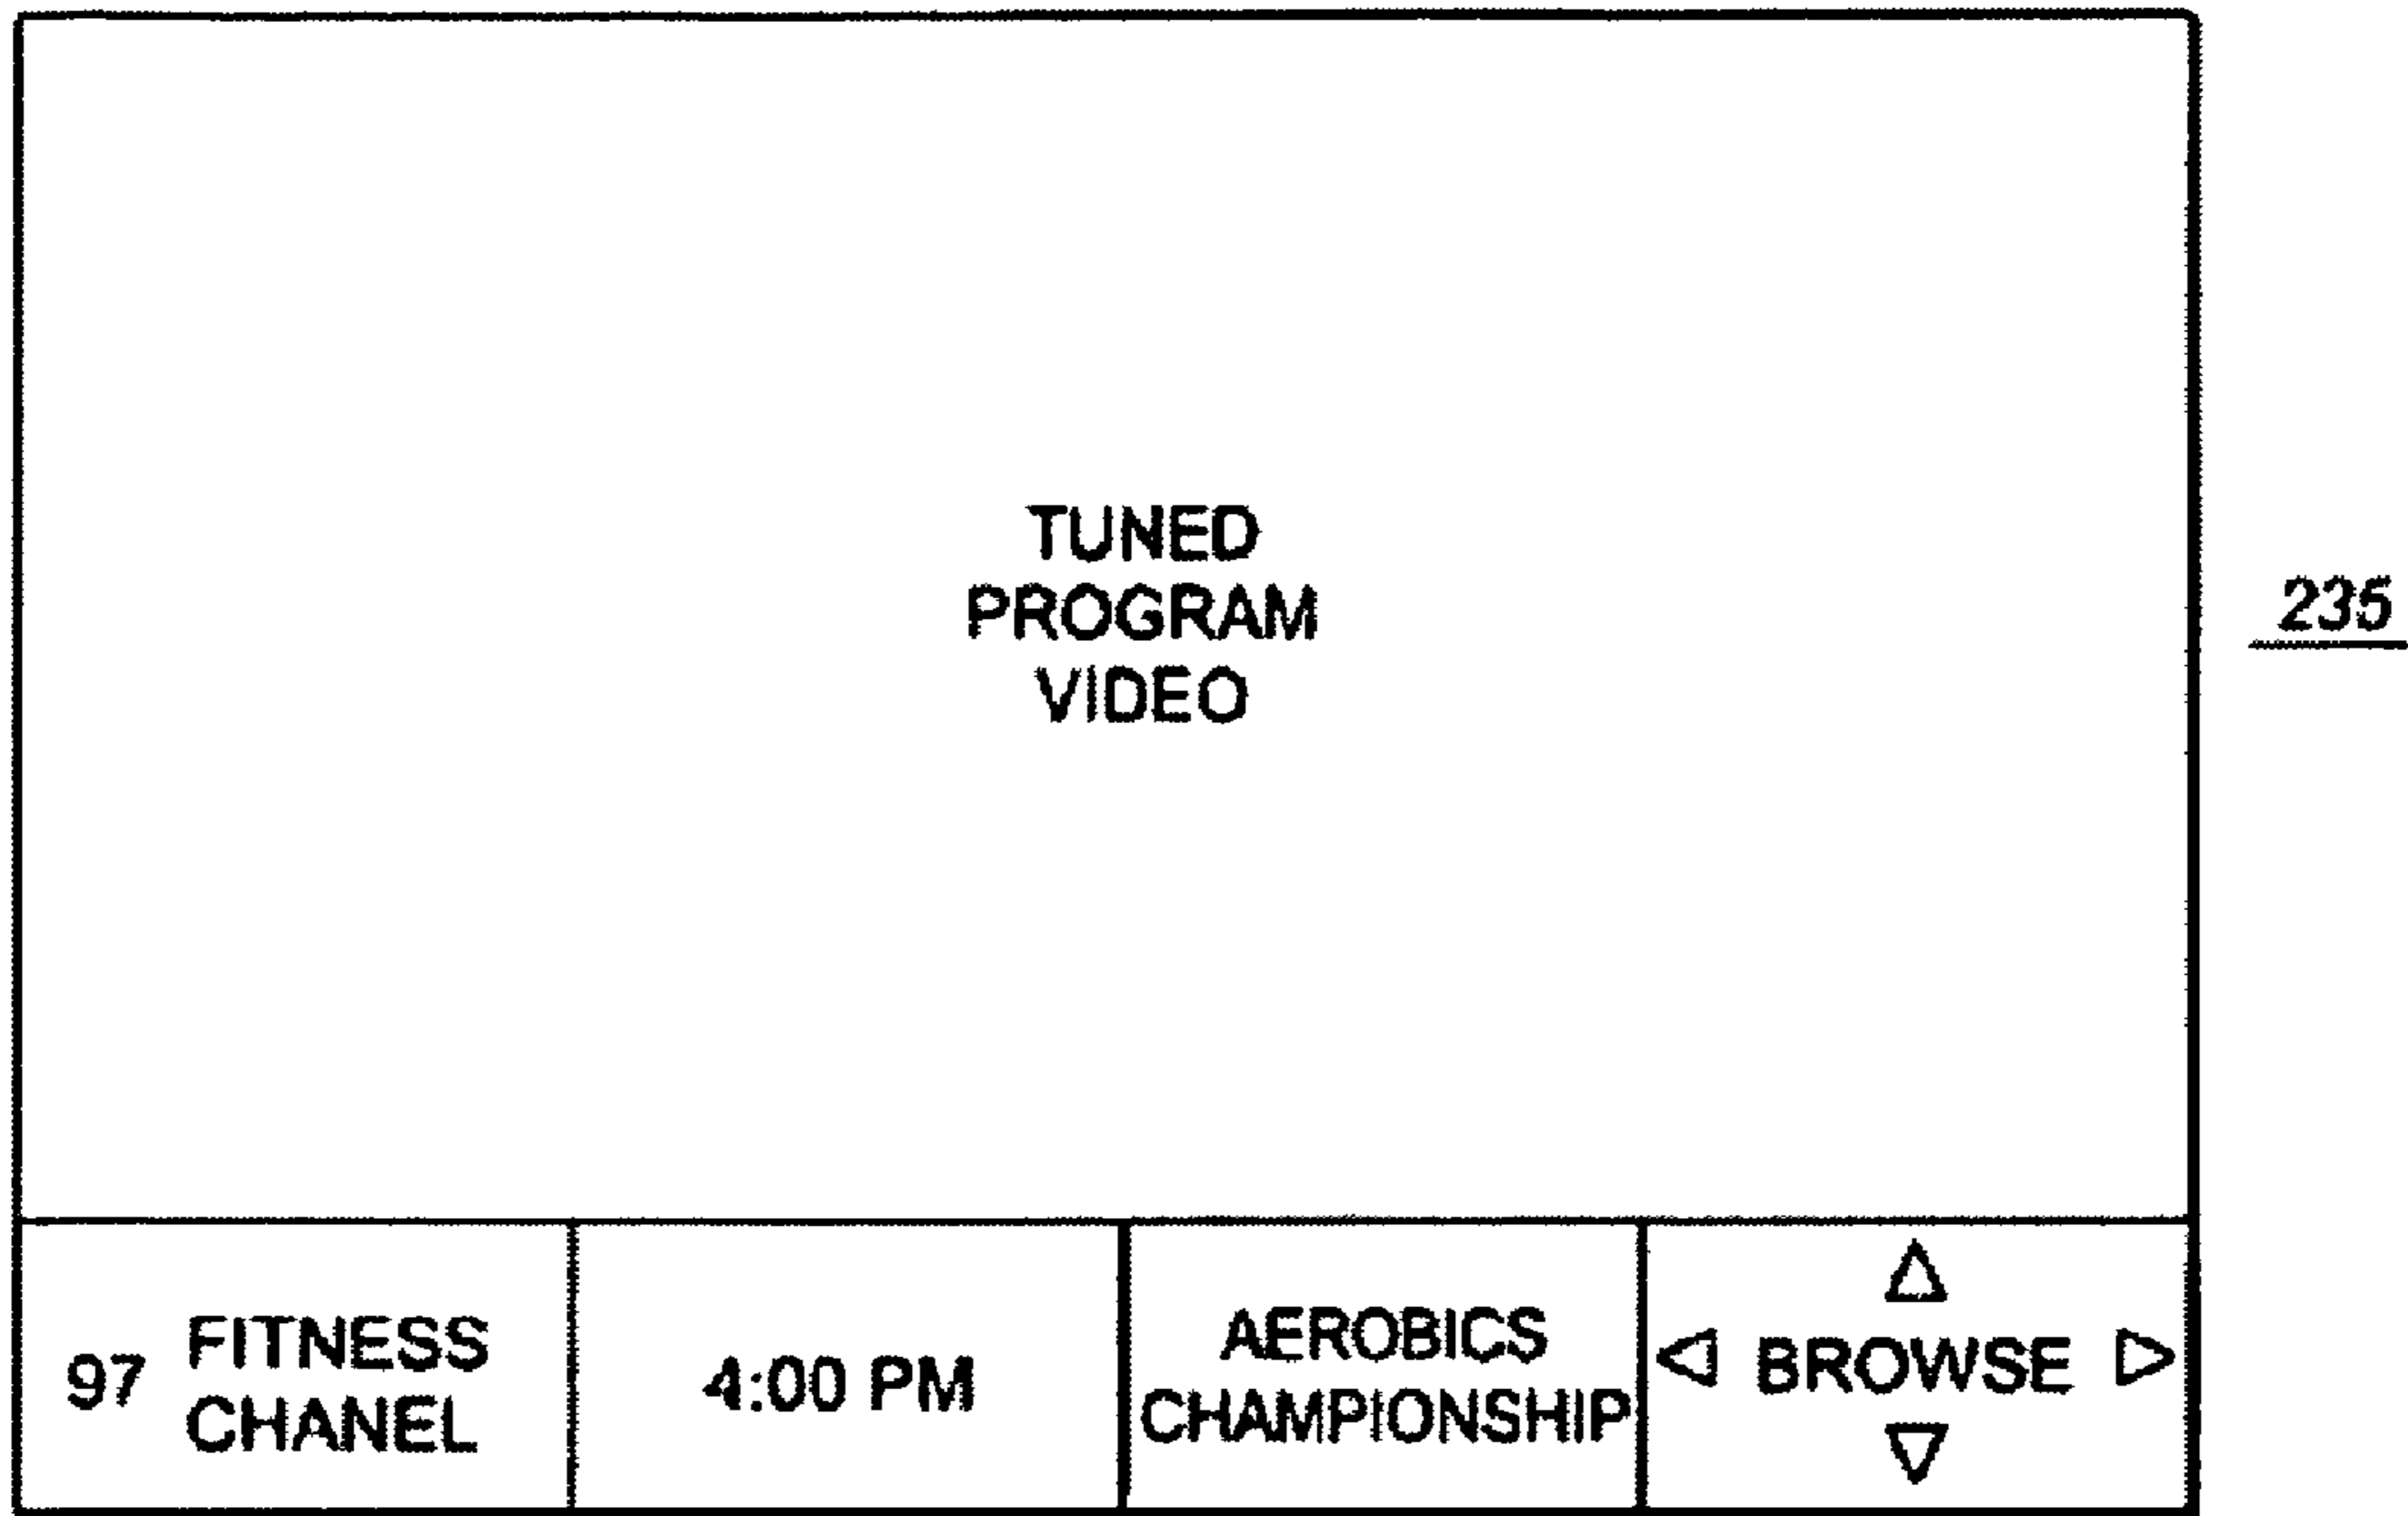 TUNED
PROGRAM
VIDEO
235
97 FITNESS
CHANEL
4:00 PM
AEROBICS
CHAMPIONSHIP
BROWSE